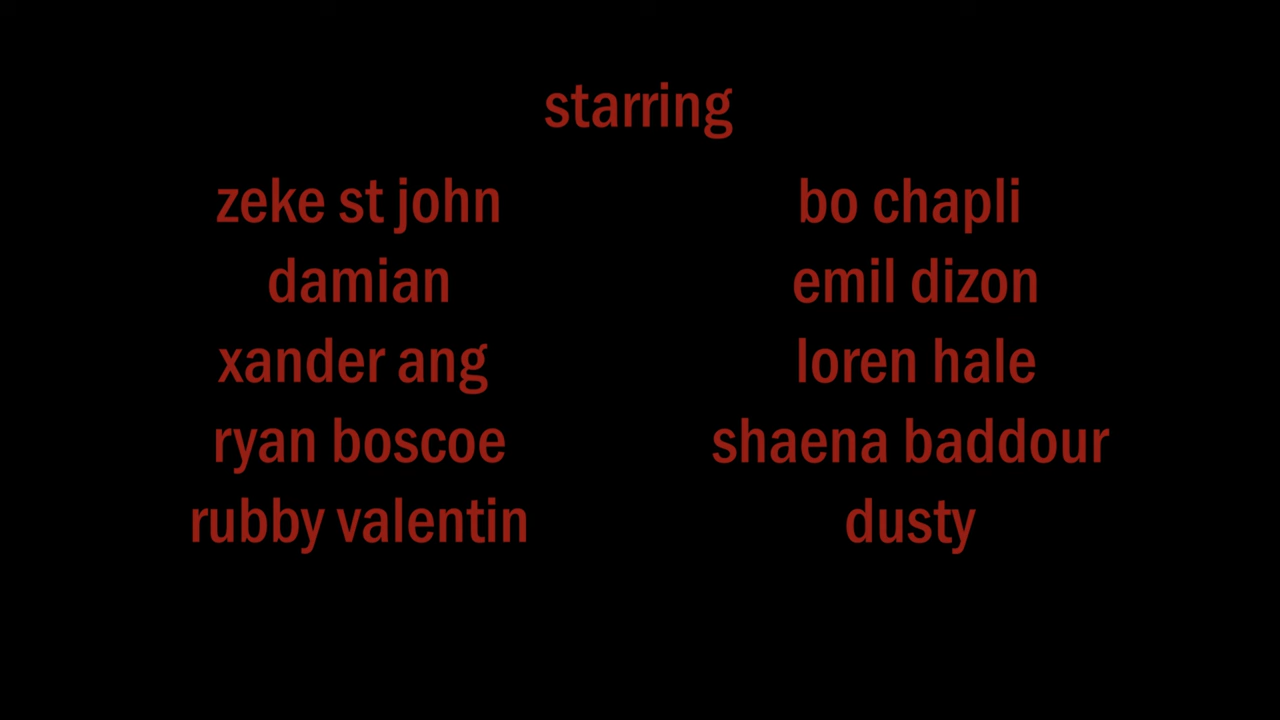 starring
zeke st john
damian
xander ang
ryan boscoe
rubby valentin
bo chapli
emil dizon
loren hale
shaena baddour
dusty